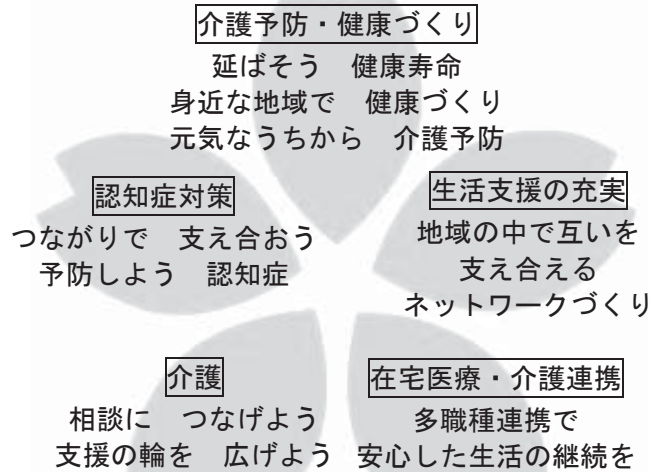 介護予防・健康づくり
延ばそう　健康寿命
身近な地域で　健康づくり
元気なうちから　介護予防
認知症対策
つながりで　支え合おう
予防しよう　認知症
生活支援の充実
地域の中で互いを
支え合える
ネットワークづくり
介護
相談に　つなげよう
支援の輪を　広げよう
在宅医療・介護連携
多職種連携で
安心した生活の継続を